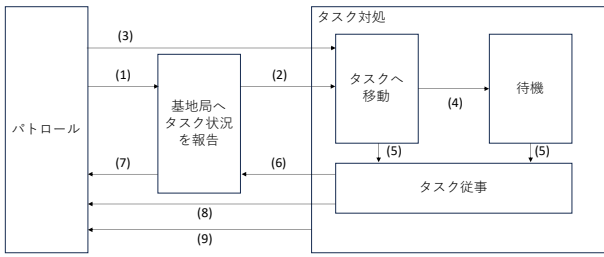 タスク対処
(3)
(1)
(2)
タスクへ
移動
(4)
待機
基地局へ
タスク状況
を報告
パトロール
(5)
(5)
(7)
(6)
タスク従事
(8)
(9)